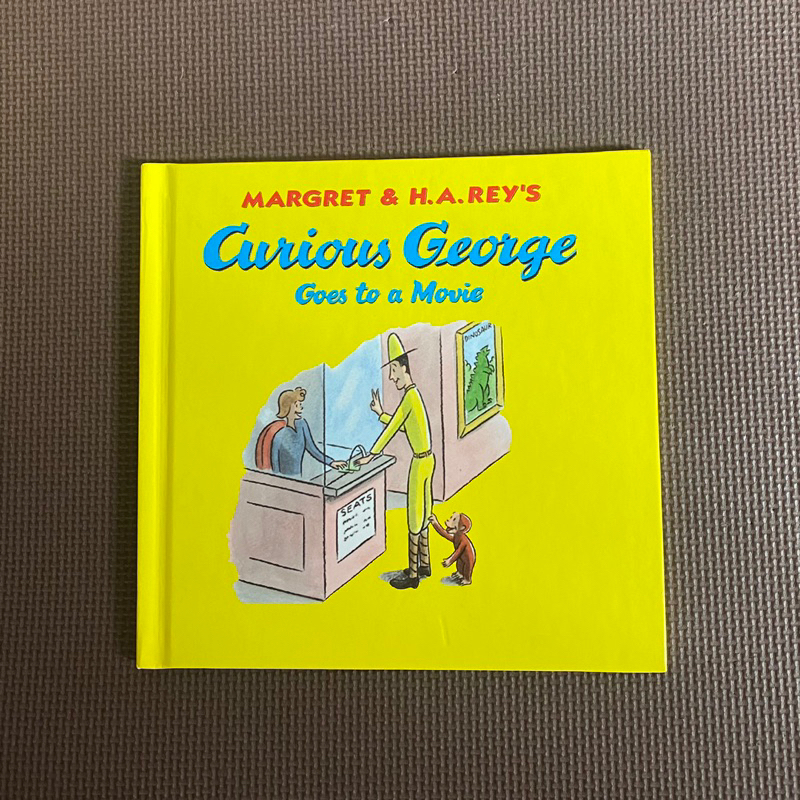 MARGRET & H.A.REY'S
Curious George
Goes to a Movie
DINOSAUR
SEATS